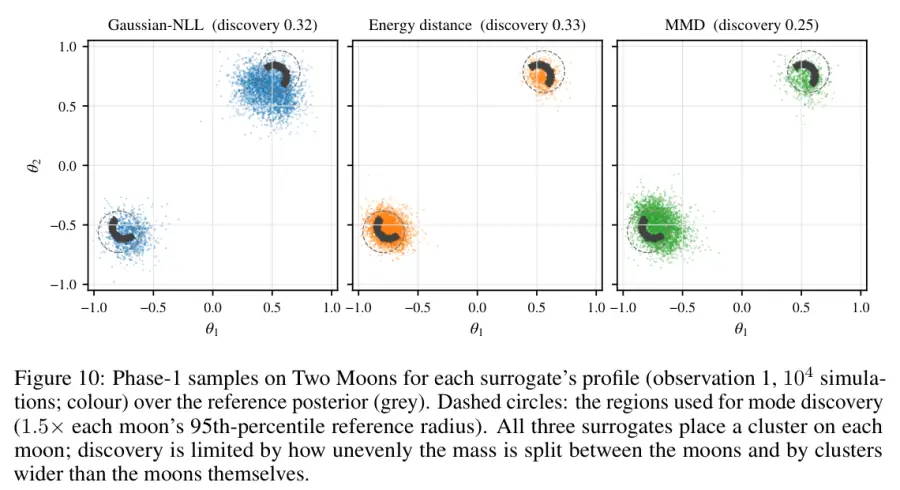 Gaussian-NLL (discovery 0.32)
Energy distance (discovery 0.33)
MMD (discovery 0.25)
1.0
0.5
0.0
−0.5
−1.0
θ2
−1.0 −0.5 0.0 0.5 1.0
−1.0 −0.5 0.0 0.5 1.0
−1.0 −0.5 0.0 0.5 1.0
θ1
θ1
θ1
Figure 10: Phase-1 samples on Two Moons for each surrogate's profile (observation 1, 10⁴ simula-
tions; colour) over the reference posterior (grey). Dashed circles: the regions used for mode discovery
(1.5× each moon's 95th-percentile reference radius). All three surrogates place a cluster on each
moon; discovery is limited by how unevenly the mass is split between the moons and by clusters
wider than the moons themselves.